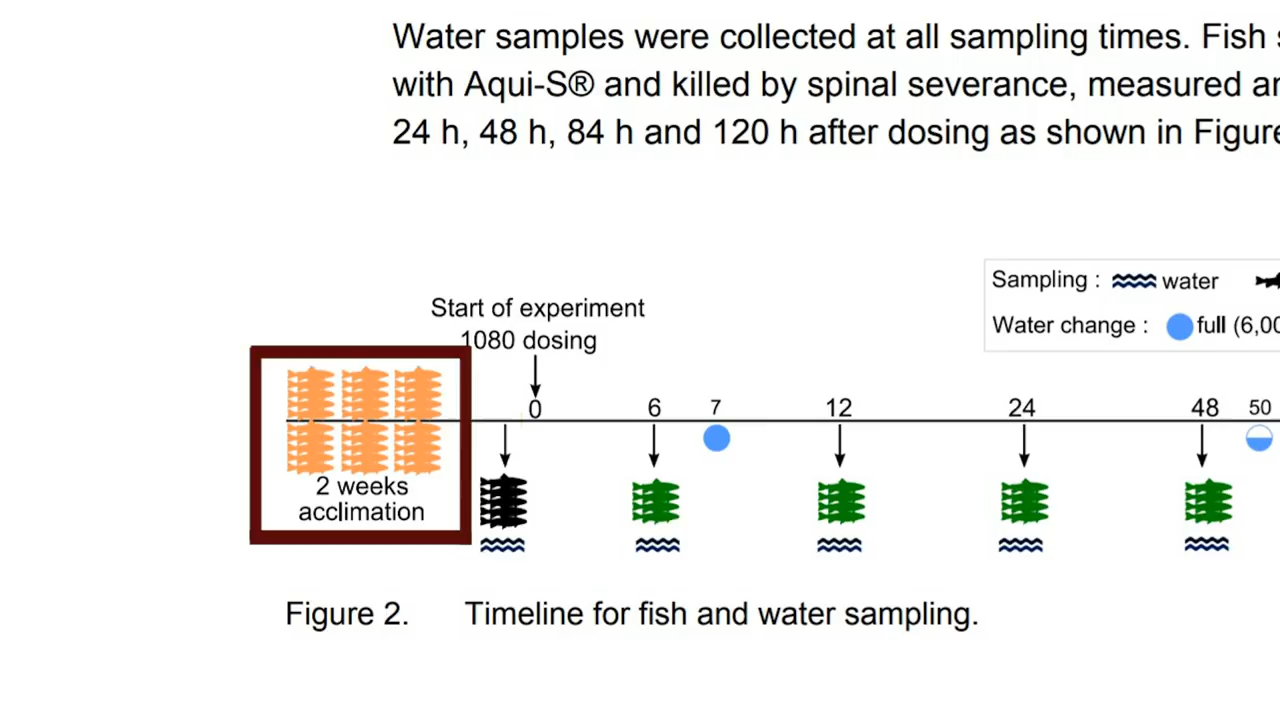 Water samples were collected at all sampling times. Fish
with Aqui-S® and killed by spinal severance, measured
24 h, 48 h, 84 h and 120 h after dosing as shown in Figure
Sampling : water
Water change : full (6,00
Start of experiment
1080 dosing
0 6 7 12 24 48 50
2 weeks
acclimation
Figure 2. Timeline for fish and water sampling.